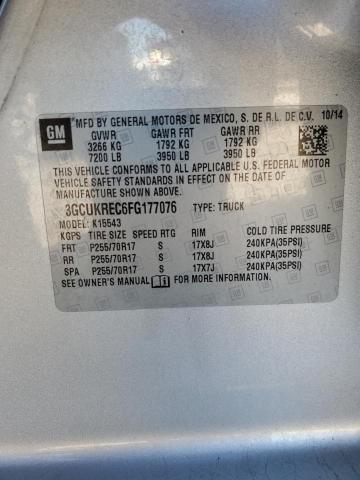 GM
MFD BY GENERAL MOTORS DE MEXICO, S. DE R.L. DE C.V. 10/14
GVWR GAWR FRT GAWR RR
3266 KG 1792 KG 1792 KG
7200 LB 3950 LB 3950 LB
THIS VEHICLE CONFORMS TO ALL APPLICABLE U.S. FEDERAL MOTOR
VEHICLE SAFETY STANDARDS IN EFFECT ON THE DATE OF
MANUFACTURE SHOWN ABOVE.
3GCUKREC6FG177076 TYPE: TRUCK
MODEL: K15543
KGPS TIRE SIZE SPEED RTG RIM COLD TIRE PRESSURE
FRT P255/70R17 S 17X8J 240KPA(35PSI)
RR P255/70R17 S 17X8J 240KPA(35PSI)
SPA P255/70R17 S 17X7J 240KPA(35PSI)
SEE OWNER'S MANUAL FOR MORE INFORMATION.